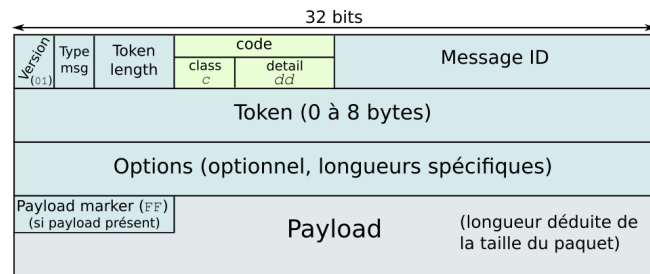 32 bits
Version
(01)
Type
msg
Token
length
code
class
c
detail
dd
Message ID
Token (0 à 8 bytes)
Options (optionnel, longueurs spécifiques)
Payload marker (FF)
(si payload présent)
Payload
(longueur déduite de
la taille du paquet)